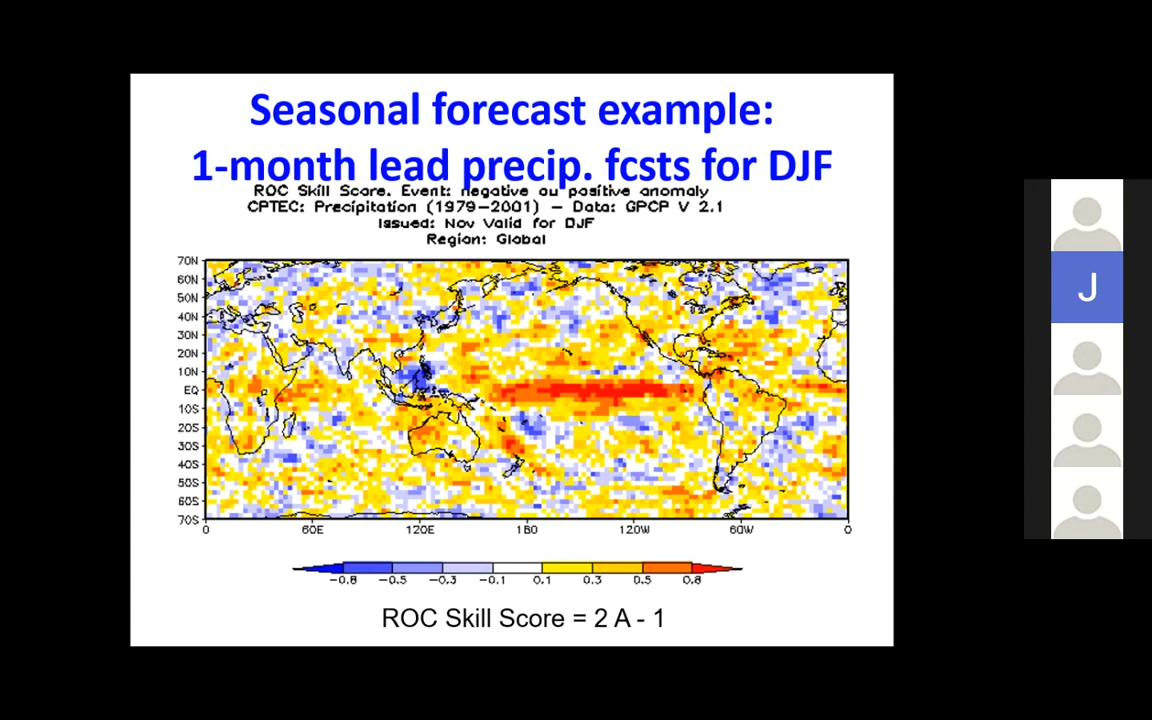 Seasonal forecast example:
1-month lead precip. fcsts for DJF
ROC Skill Score. Event: negative ou positive anomaly
CPTEC: Precipitation (1979-2001) - Data: GPCP V 2.1
Issued: Nov Valid for DJF
Region: Global
70N
60N
50N
40N
30N
20N
10N
EQ
10S
20S
30S
40S
50S
60S
70S
0 60E 120E 180 120W 60W 0
-0.8 -0.5 -0.3 -0.1 0.1 0.3 0.5 0.8
ROC Skill Score = 2 A - 1
J